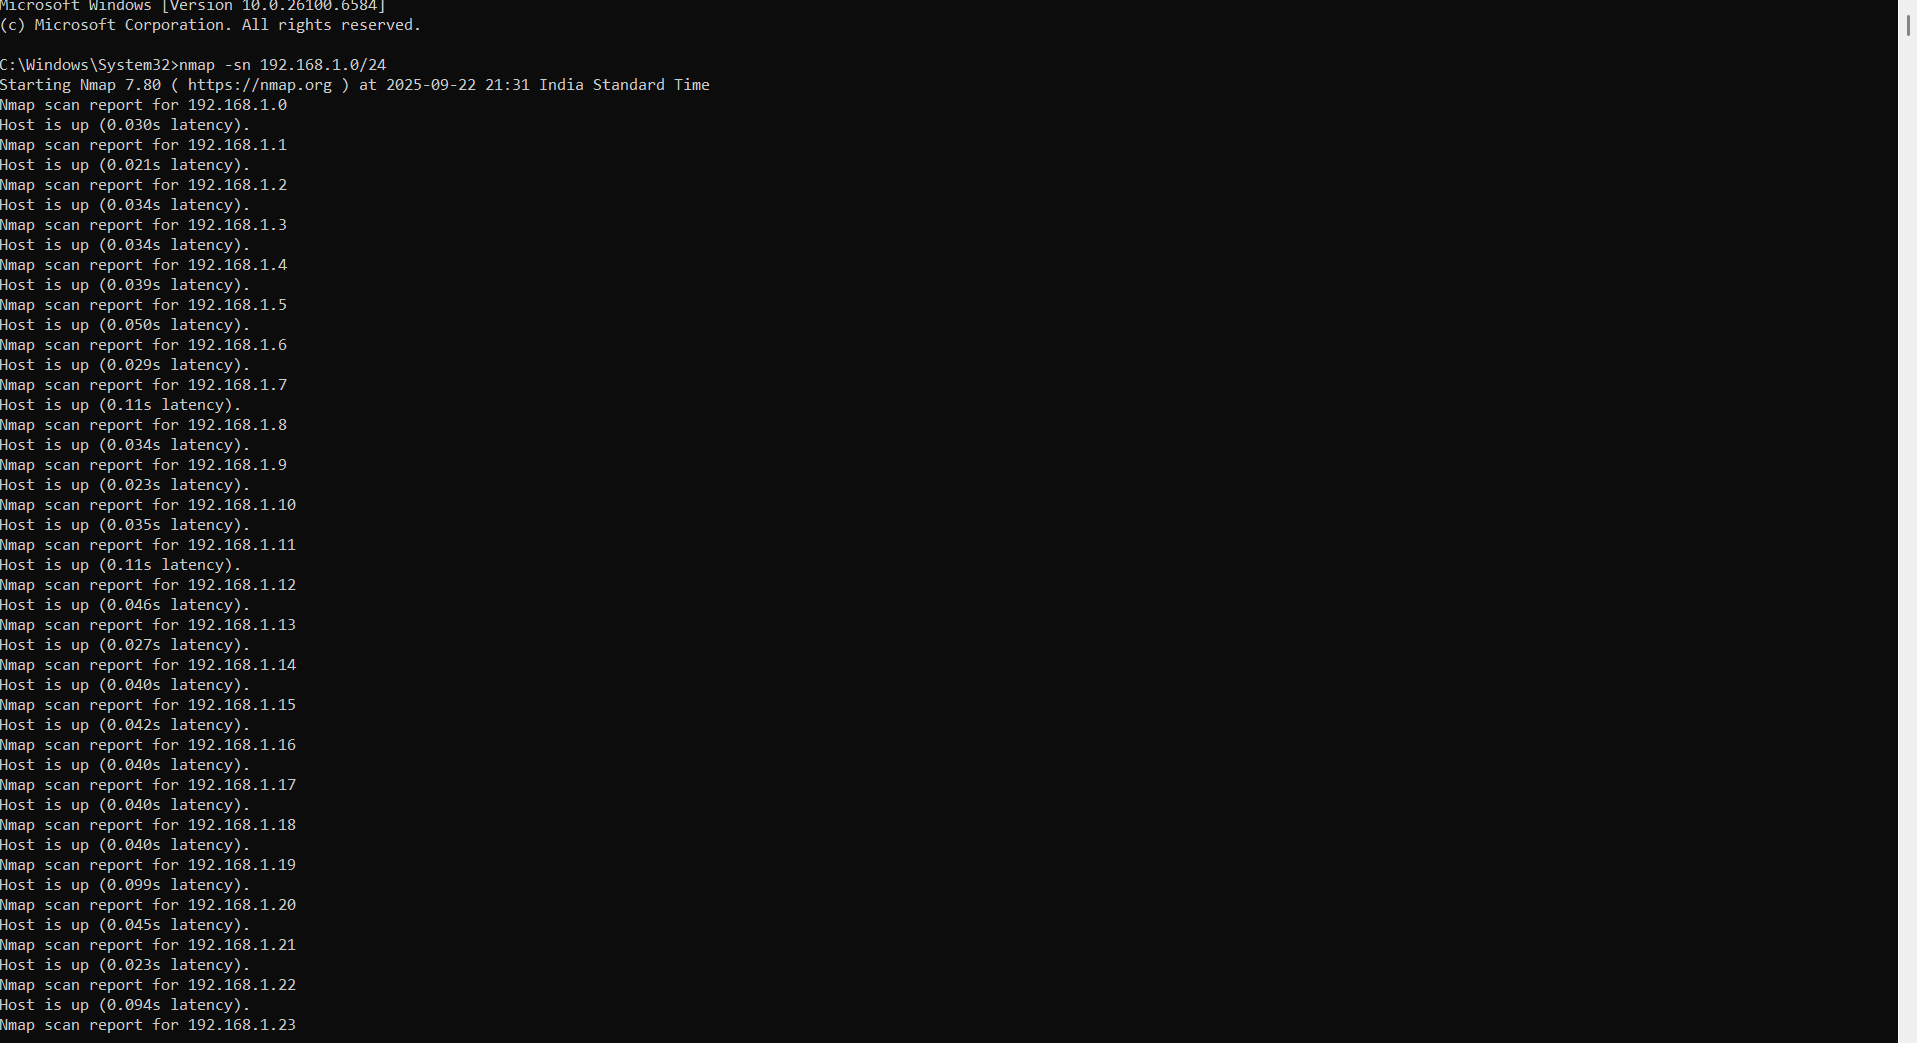 Microsoft Windows [Version 10.0.26100.6584]
(c) Microsoft Corporation. All rights reserved.
C:\Windows\System32>nmap -sn 192.168.1.0/24
Starting Nmap 7.80 ( https://nmap.org ) at 2025-09-22 21:31 India Standard Time
Nmap scan report for 192.168.1.0
Host is up (0.030s latency).
Nmap scan report for 192.168.1.1
Host is up (0.021s latency).
Nmap scan report for 192.168.1.2
Host is up (0.034s latency).
Nmap scan report for 192.168.1.3
Host is up (0.034s latency).
Nmap scan report for 192.168.1.4
Host is up (0.039s latency).
Nmap scan report for 192.168.1.5
Host is up (0.050s latency).
Nmap scan report for 192.168.1.6
Host is up (0.029s latency).
Nmap scan report for 192.168.1.7
Host is up (0.11s latency).
Nmap scan report for 192.168.1.8
Host is up (0.034s latency).
Nmap scan report for 192.168.1.9
Host is up (0.023s latency).
Nmap scan report for 192.168.1.10
Host is up (0.035s latency).
Nmap scan report for 192.168.1.11
Host is up (0.11s latency).
Nmap scan report for 192.168.1.12
Host is up (0.046s latency).
Nmap scan report for 192.168.1.13
Host is up (0.027s latency).
Nmap scan report for 192.168.1.14
Host is up (0.040s latency).
Nmap scan report for 192.168.1.15
Host is up (0.042s latency).
Nmap scan report for 192.168.1.16
Host is up (0.040s latency).
Nmap scan report for 192.168.1.17
Host is up (0.040s latency).
Nmap scan report for 192.168.1.18
Host is up (0.040s latency).
Nmap scan report for 192.168.1.19
Host is up (0.099s latency).
Nmap scan report for 192.168.1.20
Host is up (0.045s latency).
Nmap scan report for 192.168.1.21
Host is up (0.023s latency).
Nmap scan report for 192.168.1.22
Host is up (0.094s latency).
Nmap scan report for 192.168.1.23